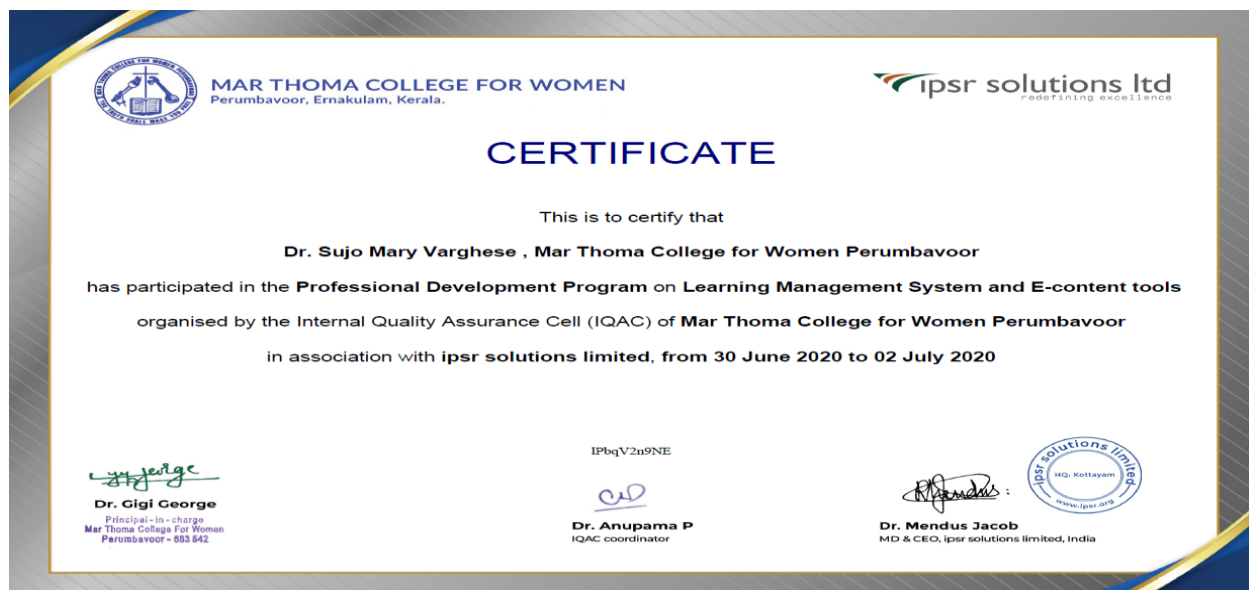 MAR THOMA COLLEGE FOR WOMEN
Perumbavoor, Ernakulam, Kerala.
ipsr solutions ltd
redefining excellence
CERTIFICATE
This is to certify that
Dr. Sujo Mary Varghese , Mar Thoma College for Women Perumbavoor
has participated in the Professional Development Program on Learning Management System and E-content tools
organised by the Internal Quality Assurance Cell (IQAC) of Mar Thoma College for Women Perumbavoor
in association with ipsr solutions limited, from 30 June 2020 to 02 July 2020
IPbqV2n9NE
Dr. Gigi George
Principal-in-charge
Mar Thoma College For Women
Perumbavoor - 683 542
Dr. Anupama P
IQAC coordinator
Dr. Mendus Jacob
MD & CEO, ipsr solutions limited, India
ipsr solutions limited
HQ: Kottayam
www.ipsr.org